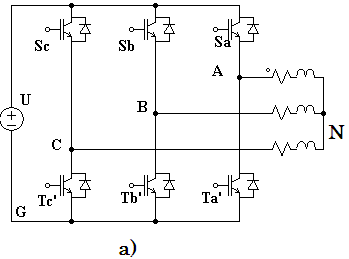 Sc Sb Sa
A
U B
C N
Tc' Tb' Ta'
G
a)